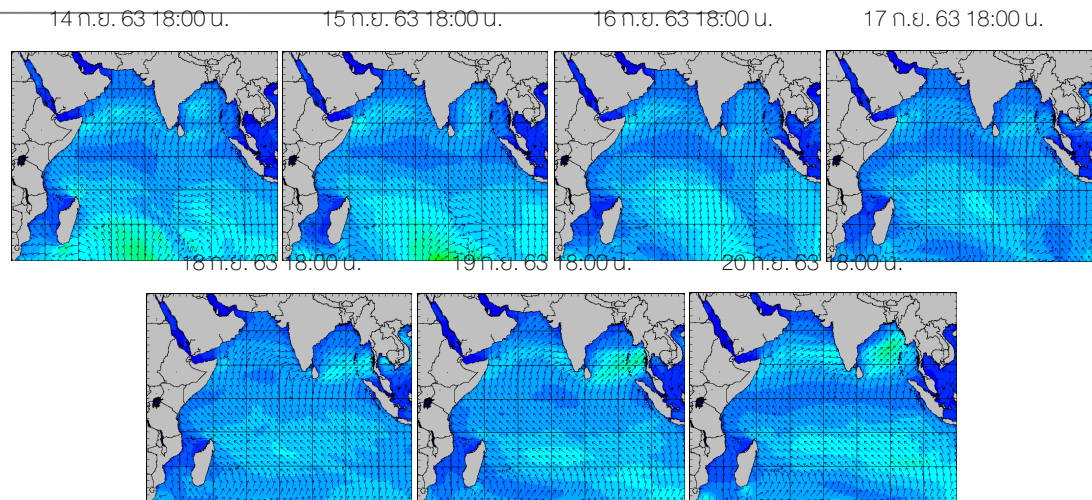 14 ก.ย. 63 18:00 น.
15 ก.ย. 63 18:00 น.
16 ก.ย. 63 18:00 น.
17 ก.ย. 63 18:00 น.
18 ก.ย. 63 18:00 น.
19 ก.ย. 63 18:00 น.
20 ก.ย. 63 18:00 น.